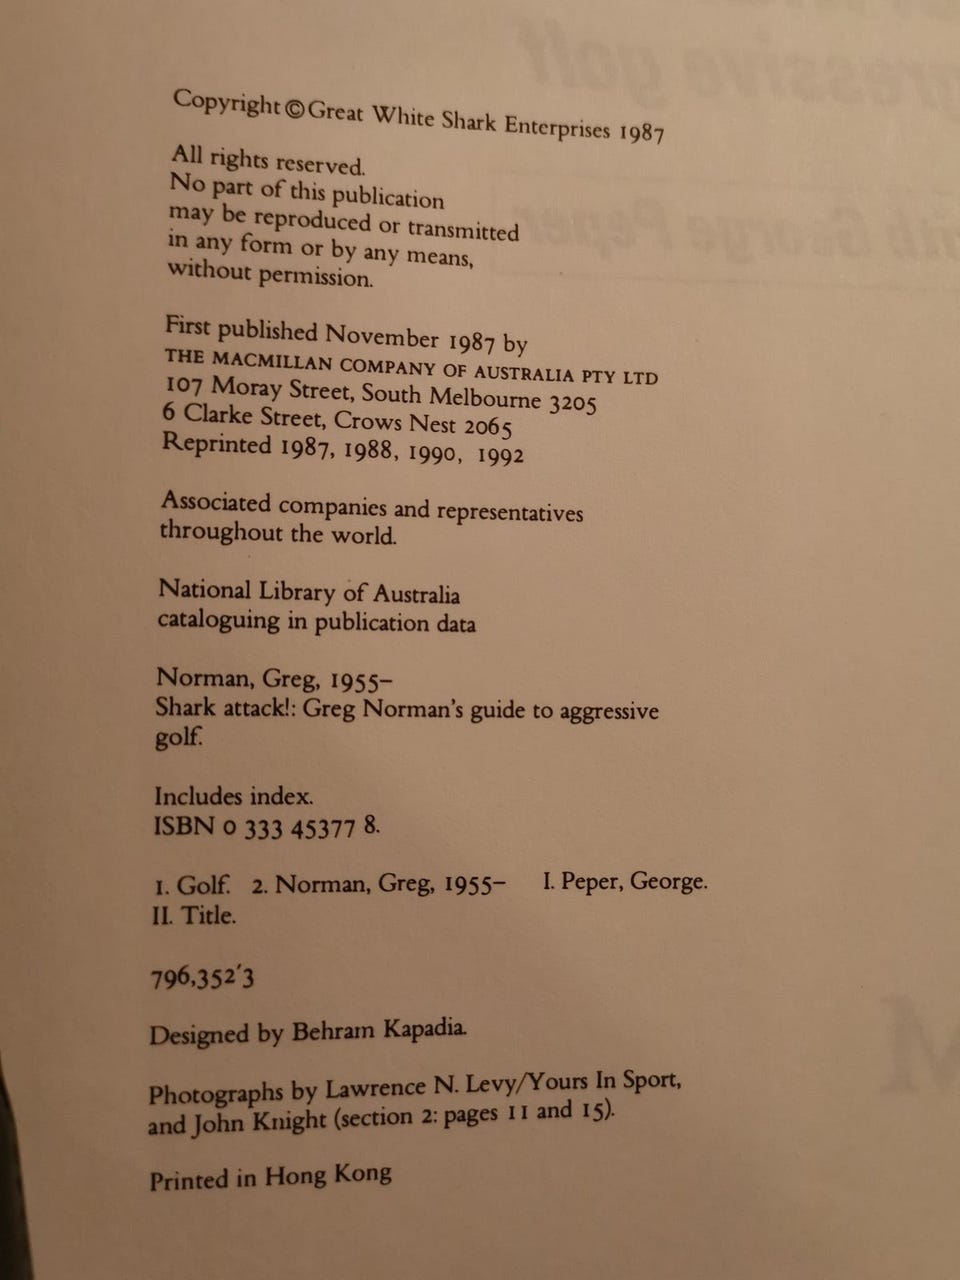 Copyright © Great White Shark Enterprises 1987
All rights reserved.
No part of this publication
may be reproduced or transmitted
in any form or by any means,
without permission.
First published November 1987 by
THE MACMILLAN COMPANY OF AUSTRALIA PTY LTD
107 Moray Street, South Melbourne 3205
6 Clarke Street, Crows Nest 2065
Reprinted 1987, 1988, 1990, 1992
Associated companies and representatives
throughout the world.
National Library of Australia
cataloguing in publication data
Norman, Greg, 1955–
Shark attack!: Greg Norman's guide to aggressive
golf.
Includes index.
ISBN 0 333 45377 8.
1. Golf. 2. Norman, Greg, 1955– I. Peper, George.
II. Title.
796,352'3
Designed by Behram Kapadia
Photographs by Lawrence N. Levy/Yours In Sport,
and John Knight (section 2: pages 11 and 15).
Printed in Hong Kong